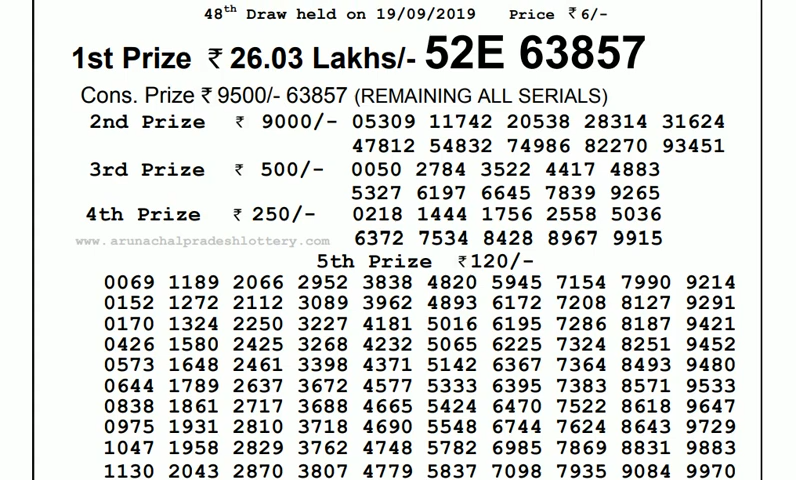 48th Draw held on 19/09/2019 Price ₹ 6/-
1st Prize ₹ 26.03 Lakhs/- 52E 63857
Cons. Prize ₹ 9500/- 63857 (REMAINING ALL SERIALS)
2nd Prize ₹ 9000/- 05309 11742 20538 28314 31624
47812 54832 74986 82270 93451
3rd Prize ₹ 500/- 0050 2784 3522 4417 4883
5327 6197 6645 7839 9265
4th Prize ₹ 250/- 0218 1444 1756 2558 5036
www.arunachalpradeshlottery.com 6372 7534 8428 8967 9915
5th Prize ₹120/-
0069 1189 2066 2952 3838 4820 5945 7154 7990 9214
0152 1272 2112 3089 3962 4893 6172 7208 8127 9291
0170 1324 2250 3227 4181 5016 6195 7286 8187 9421
0426 1580 2425 3268 4232 5065 6225 7324 8251 9452
0573 1648 2461 3398 4371 5142 6367 7364 8493 9480
0644 1789 2637 3672 4577 5333 6395 7383 8571 9533
0838 1861 2717 3688 4665 5424 6470 7522 8618 9647
0975 1931 2810 3718 4690 5548 6744 7624 8643 9729
1047 1958 2829 3762 4748 5782 6985 7869 8831 9883
1130 2043 2870 3807 4779 5837 7098 7935 9084 9970